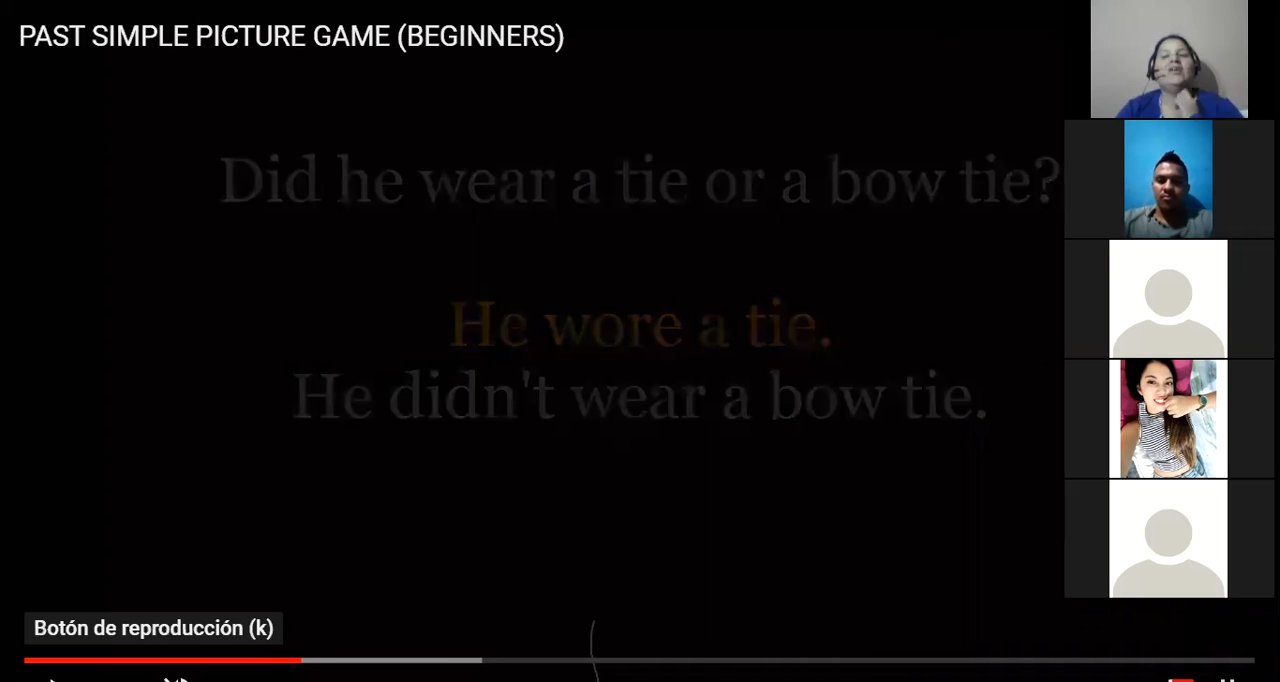 PAST SIMPLE PICTURE GAME (BEGINNERS)
Did he wear a tie or a bow tie?
He wore a tie.
He didn't wear a bow tie.
Botón de reproducción (k)